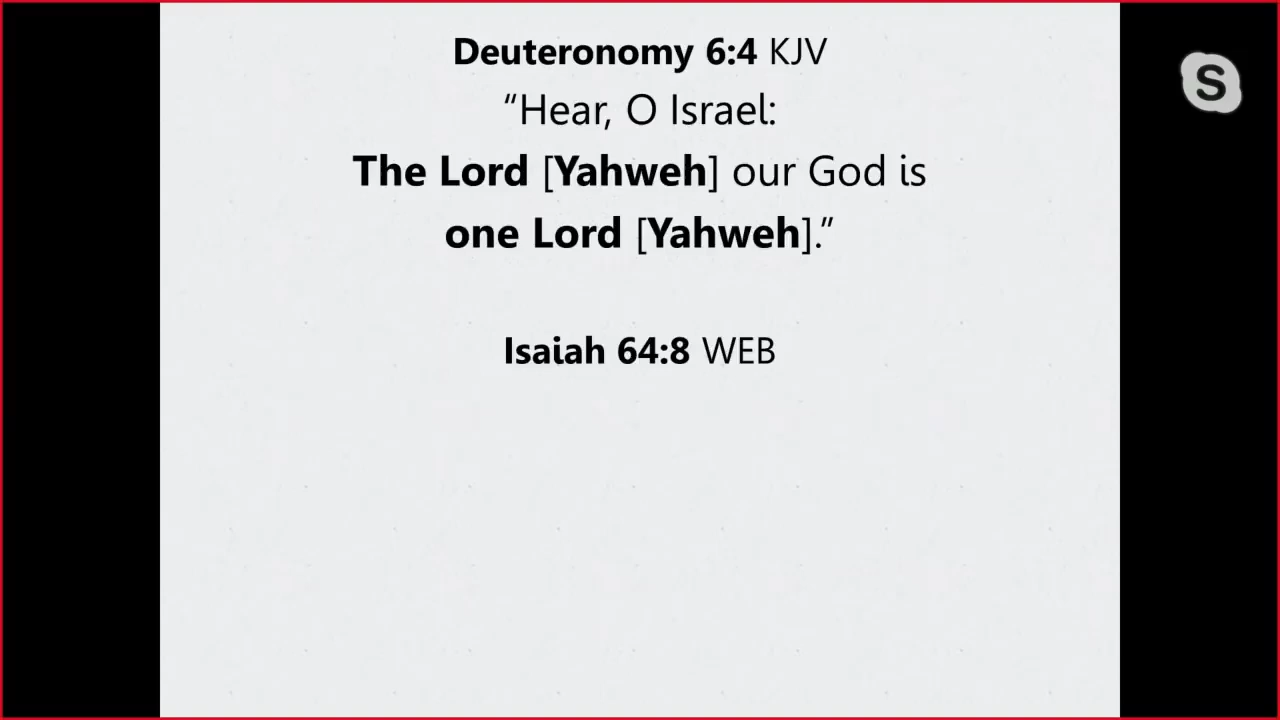 Deuteronomy 6:4 KJV
“Hear, O Israel:
The Lord [Yahweh] our God is
one Lord [Yahweh].”
Isaiah 64:8 WEB
S